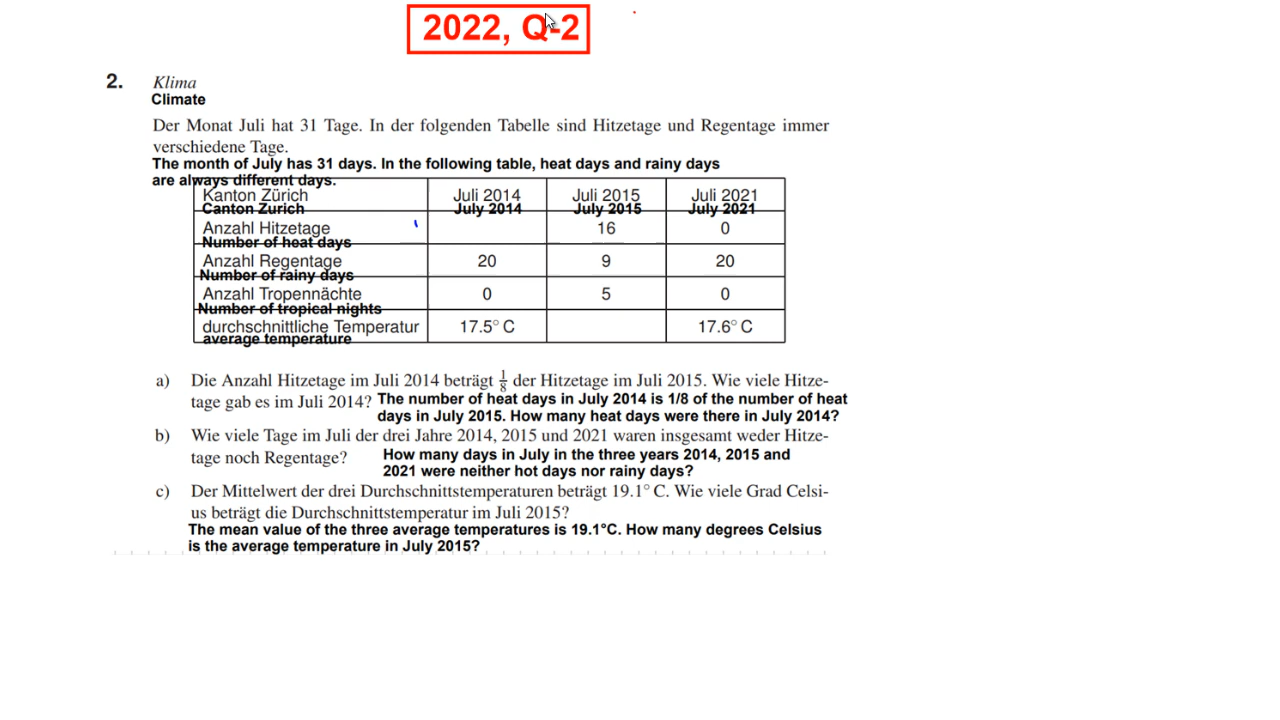 2022, Q-2
2. Klima
Climate
Der Monat Juli hat 31 Tage. In der folgenden Tabelle sind Hitzetage und Regentage immer
verschiedene Tage.
The month of July has 31 days. In the following table, heat days and rainy days
are always different days.
Kanton Zürich Juli 2014 Juli 2015 Juli 2021
Canton Zurich July 2014 July 2015 July 2021
Anzahl Hitzetage 16 0
Number of heat days
Anzahl Regentage 20 9 20
Number of rainy days
Anzahl Tropennächte 0 5 0
Number of tropical nights
durchschnittliche Temperatur 17.5° C 17.6° C
average temperature
a) Die Anzahl Hitzetage im Juli 2014 beträgt 1/8 der Hitzetage im Juli 2015. Wie viele Hitze-
tage gab es im Juli 2014? The number of heat days in July 2014 is 1/8 of the number of heat
days in July 2015. How many heat days were there in July 2014?
b) Wie viele Tage im Juli der drei Jahre 2014, 2015 und 2021 waren insgesamt weder Hitze-
tage noch Regentage? How many days in July in the three years 2014, 2015 and
2021 were neither hot days nor rainy days?
c) Der Mittelwert der drei Durchschnittstemperaturen beträgt 19.1° C. Wie viele Grad Celsi-
us beträgt die Durchschnittstemperatur im Juli 2015?
The mean value of the three average temperatures is 19.1°C. How many degrees Celsius
is the average temperature in July 2015?